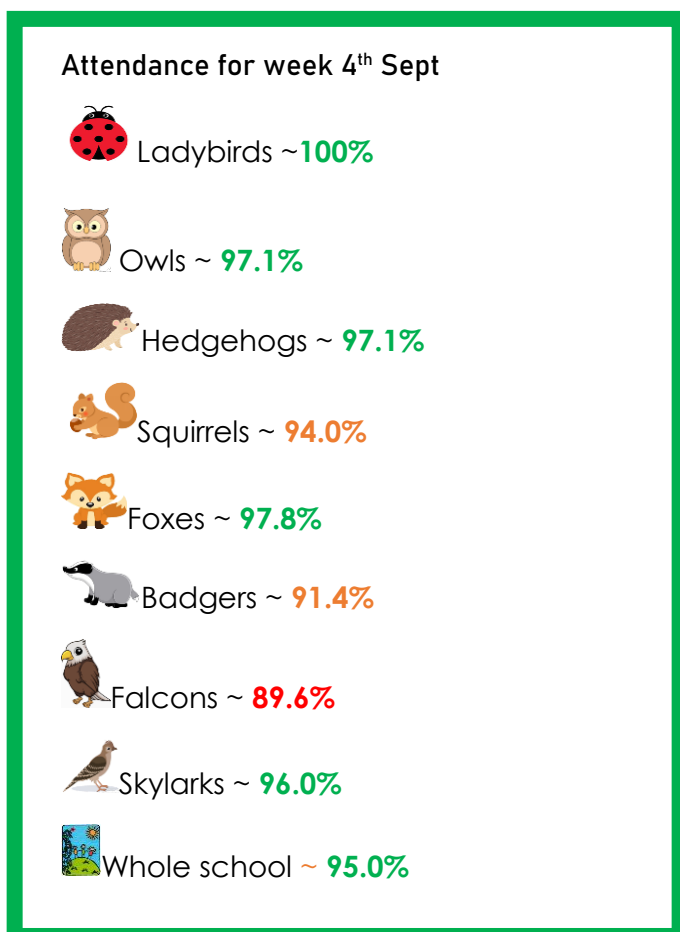 Attendance for week 4th Sept
Ladybirds ~100%
Owls ~ 97.1%
Hedgehogs ~ 97.1%
Squirrels ~ 94.0%
Foxes ~ 97.8%
Badgers ~ 91.4%
Falcons ~ 89.6%
Skylarks ~ 96.0%
Whole school ~ 95.0%